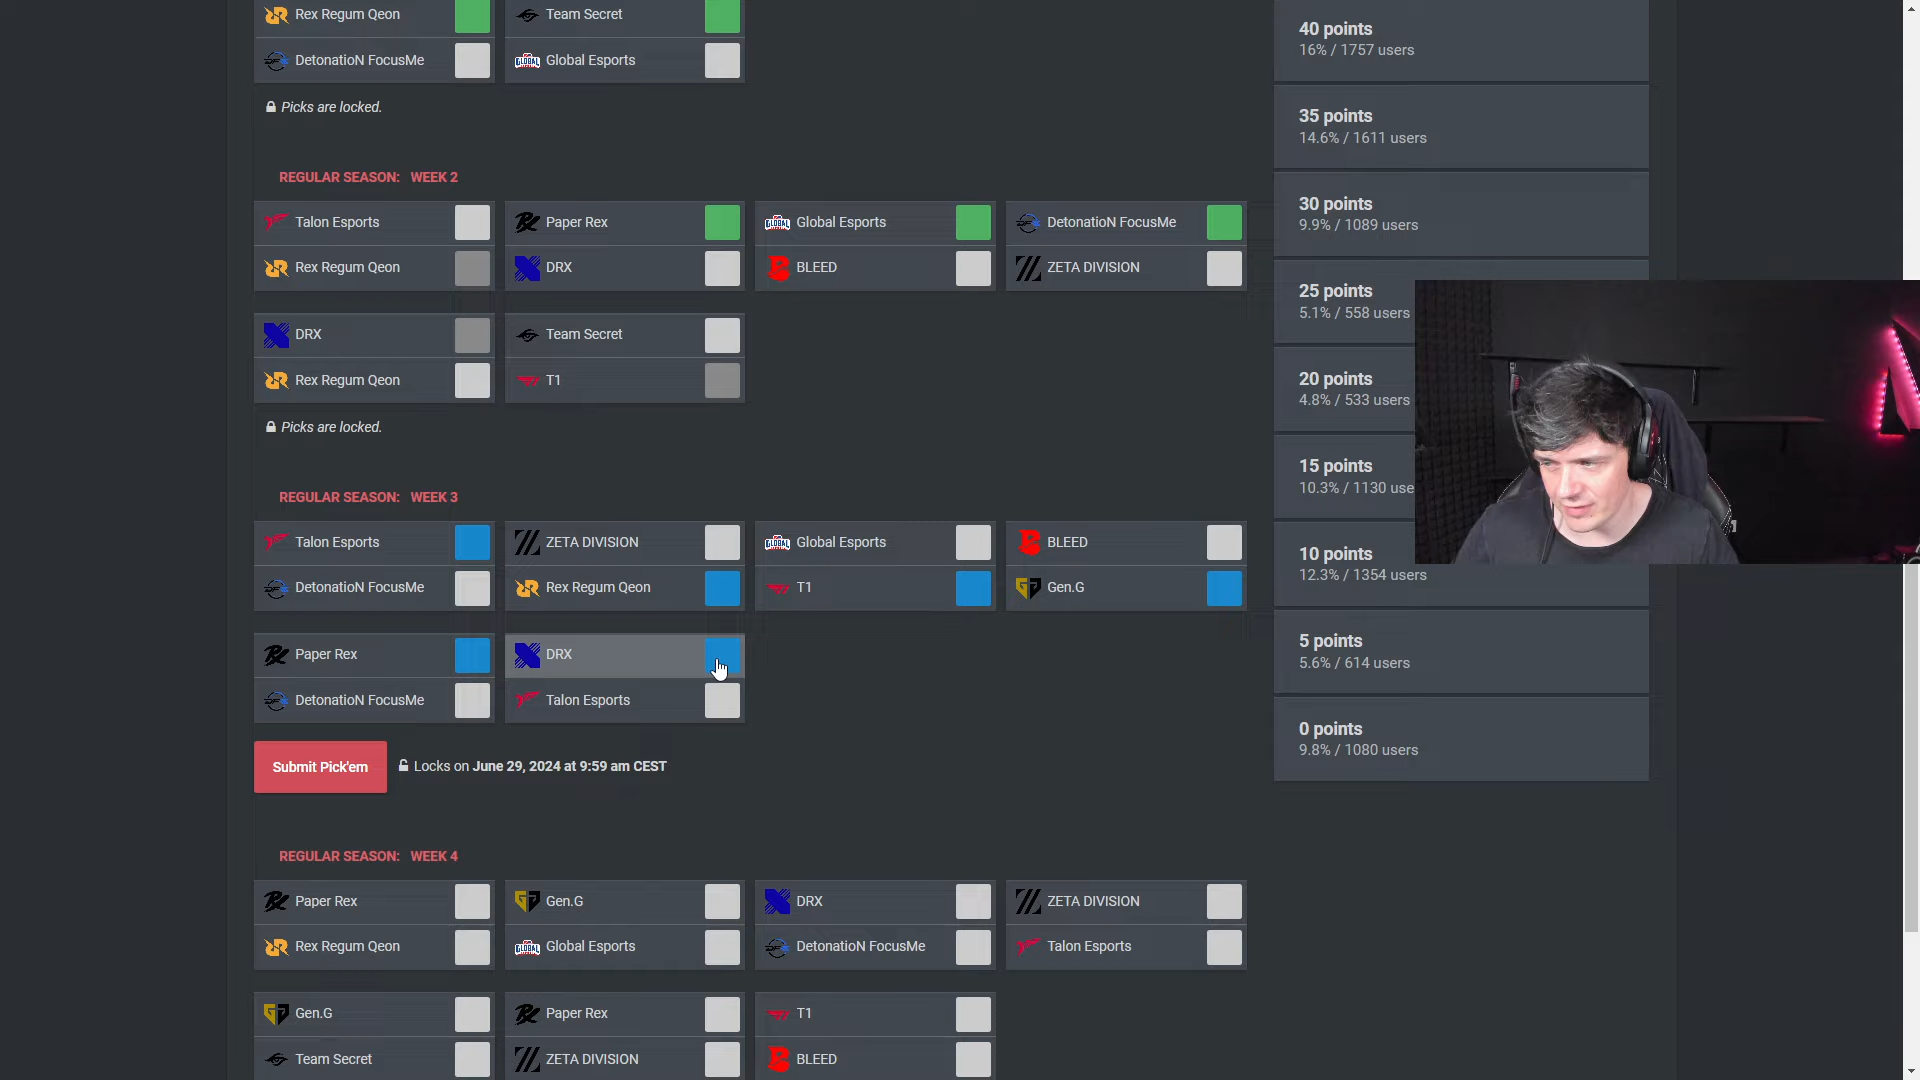 Rex Regum Qeon
DetonatioN FocusMe
Team Secret
Global Esports
Picks are locked.
REGULAR SEASON: WEEK 2
Talon Esports
Rex Regum Qeon
Paper Rex
DRX
Global Esports
BLEED
DetonatioN FocusMe
ZETA DIVISION
DRX
Rex Regum Qeon
Team Secret
T1
Picks are locked.
REGULAR SEASON: WEEK 3
Talon Esports
DetonatioN FocusMe
ZETA DIVISION
Rex Regum Qeon
Global Esports
T1
BLEED
Gen.G
Paper Rex
DetonatioN FocusMe
DRX
Talon Esports
Submit Pick'em
Locks on June 29, 2024 at 9:59 am CEST
REGULAR SEASON: WEEK 4
Paper Rex
Rex Regum Qeon
Gen.G
Global Esports
DRX
DetonatioN FocusMe
ZETA DIVISION
Talon Esports
Gen.G
Team Secret
Paper Rex
ZETA DIVISION
T1
BLEED
40 points
16% / 1757 users
35 points
14.6% / 1611 users
30 points
9.9% / 1089 users
25 points
5.1% / 558 users
20 points
4.8% / 533 users
15 points
10.3% / 1130 use
10 points
12.3% / 1354 users
5 points
5.6% / 614 users
0 points
9.8% / 1080 users